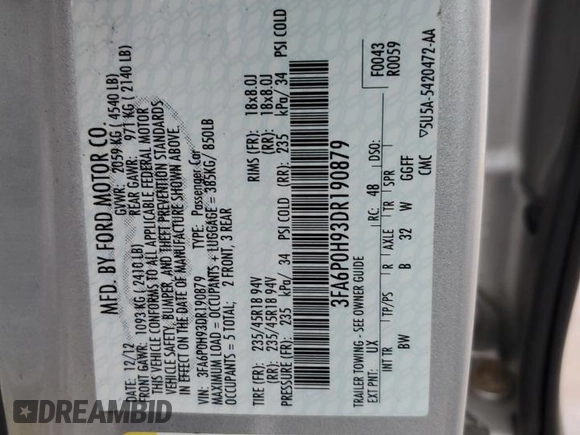 MFD. BY FORD MOTOR CO.
DATE: 12/12 GVWR: 2059 KG ( 4540 LB)
FRONT GAWR: 1093 KG ( 2410 LB) REAR GAWR: 971 KG ( 2140 LB)
THIS VEHICLE CONFORMS TO ALL APPLICABLE FEDERAL MOTOR
VEHICLE SAFETY, BUMPER, AND THEFT PREVENTION STANDARDS
IN EFFECT ON THE DATE OF MANUFACTURE SHOWN ABOVE.
VIN: 3FA6P0H93DR190879 TYPE: Passenger Car
MAXIMUM LOAD = OCCUPANTS + LUGGAGE = 385KG/ 850LB
OCCUPANTS = 5 TOTAL; 2 FRONT, 3 REAR
TIRE (FR): 235/45R18 94V RIMS (FR): 18x8.0J
(RR): 235/45R18 94V (RR): 18x8.0J
PRESSURE (FR): 235 kPa/ 34 PSI COLD (RR): 235 kPa/ 34 PSI COLD
3FA6P0H93DR190879
F0043
R0059
TRAILER TOWING - SEE OWNER GUIDE
EXT PNT: UX RC: 48 DSO:
INT TR TP/PS R AXLE TR SPR
BW B 32 W GGFF
CMC ▽5U5A-5420472-AA
DREAMBID